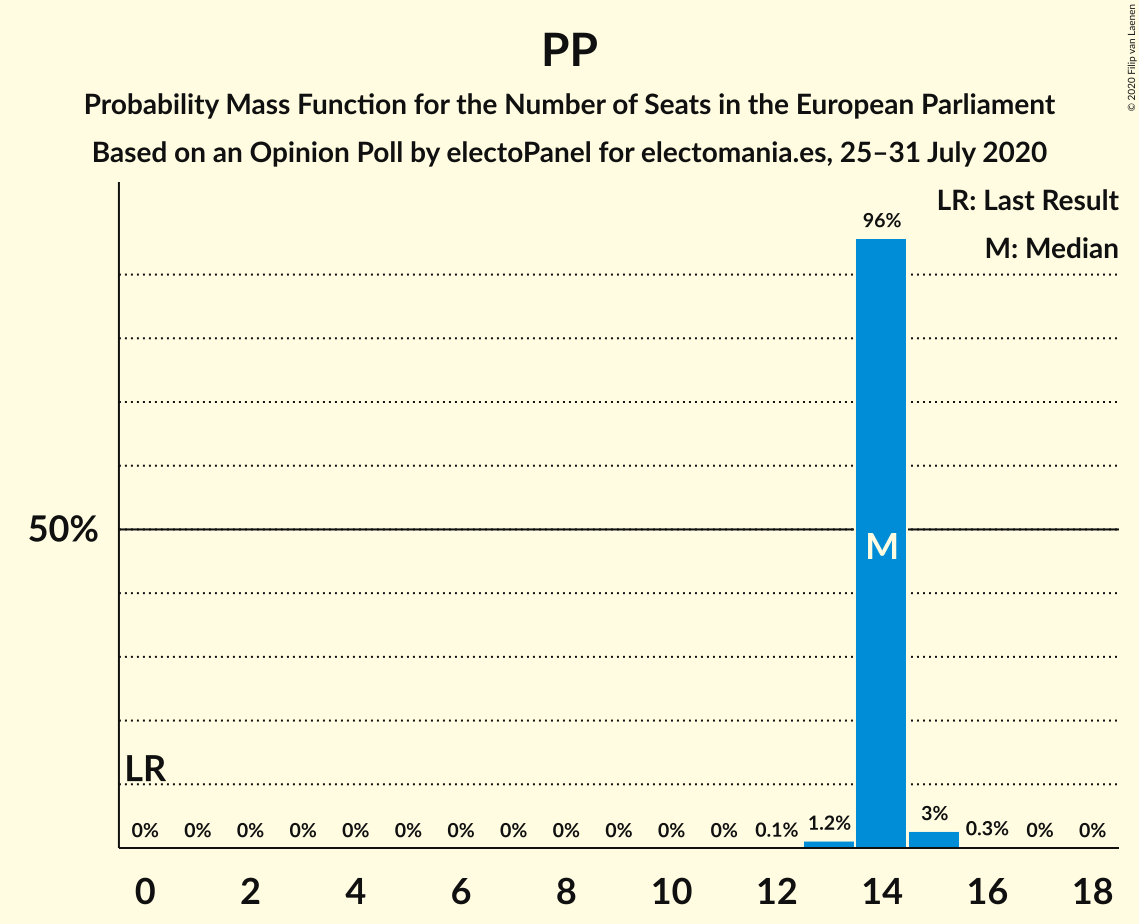 PP
Probability Mass Function for the Number of Seats in the European Parliament
Based on an Opinion Poll by electoPanel for electomania.es, 25–31 July 2020
© 2020 Filip van Laenen
LR: Last Result
M: Median
96%
50%
M
LR
0% 0% 0% 0% 0% 0% 0% 0% 0% 0% 0% 0% 0.1% 1.2% 3% 0.3% 0% 0%
0 2 4 6 8 10 12 14 16 18